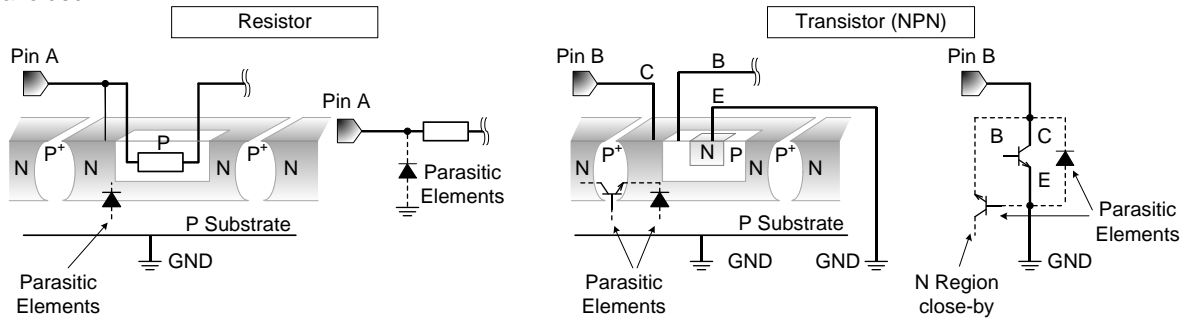 Resistor
Transistor (NPN)
Pin A
Pin B
C
B
E
Pin B
Pin A
N
P+
N
P
P+
N
N
P+
N
P
P+
N
B
C
E
Parasitic
Elements
P Substrate
GND
Parasitic
Elements
P Substrate
GND
GND
Parasitic
Elements
Parasitic
Elements
N Region
close-by
GND